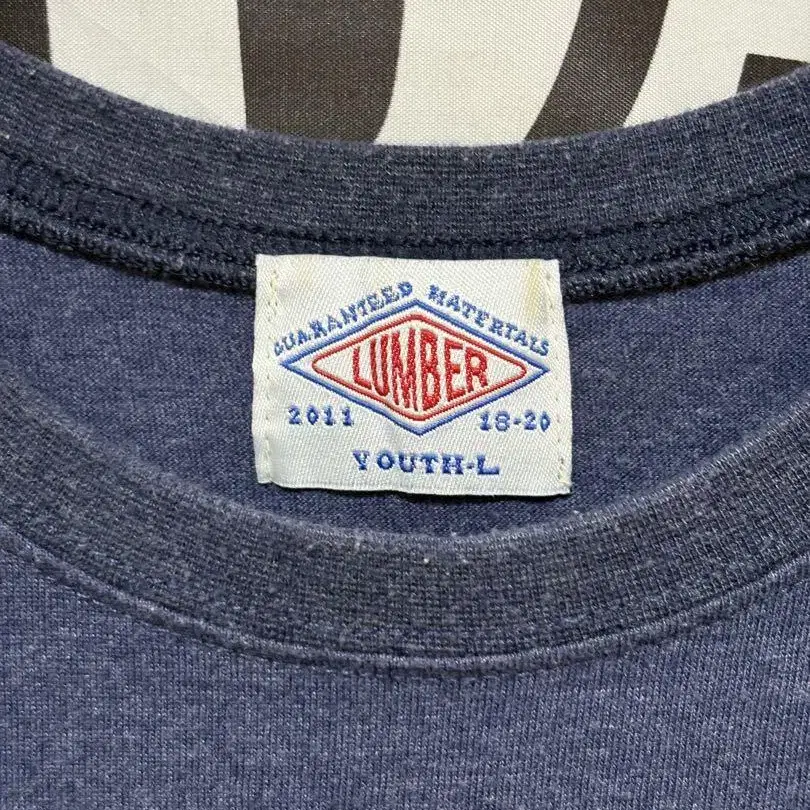 GUARANTEED MATERIALS
LUMBER
2011 18-20
YOUTH-L